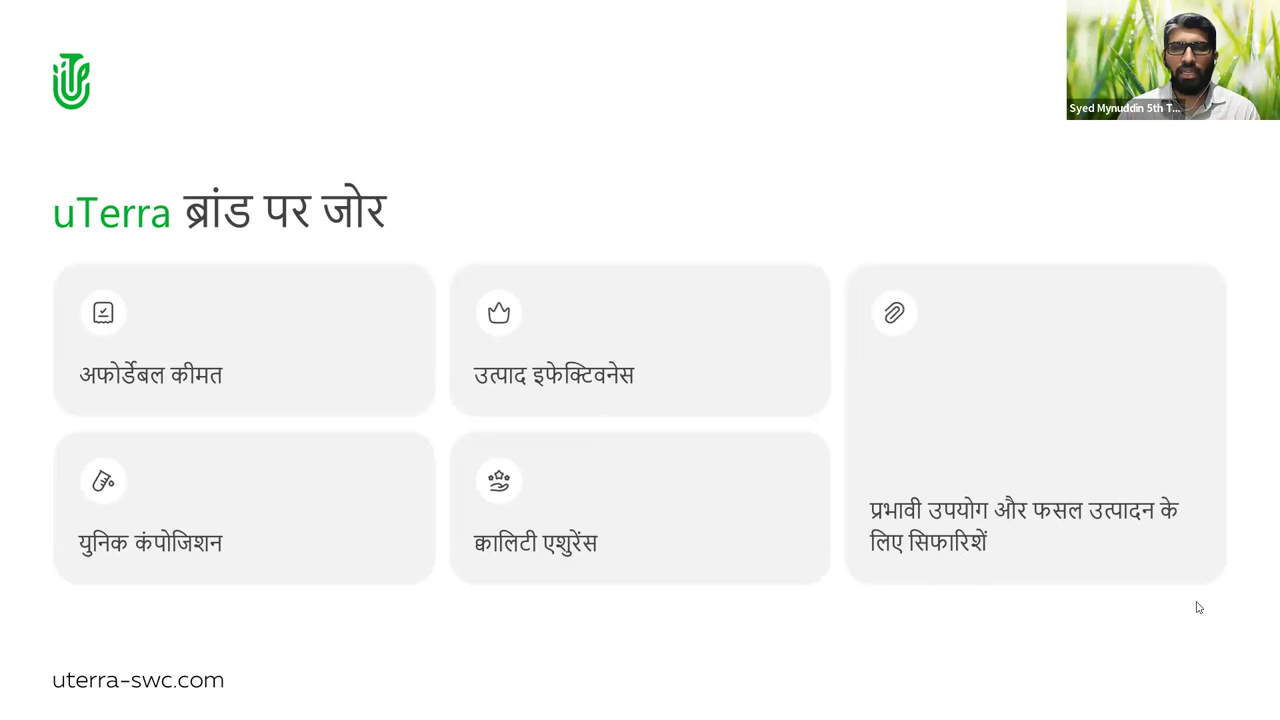 Syed Mynuddin 5th T...
uTerra ब्रांड पर जोर
अफोर्डेबल कीमत
उत्पाद इफेक्टिवनेस
युनिक कंपोजिशन
क्वालिटी एशुरेंस
प्रभावी उपयोग और फसल उत्पादन के
लिए सिफारिशें
uterra-swc.com